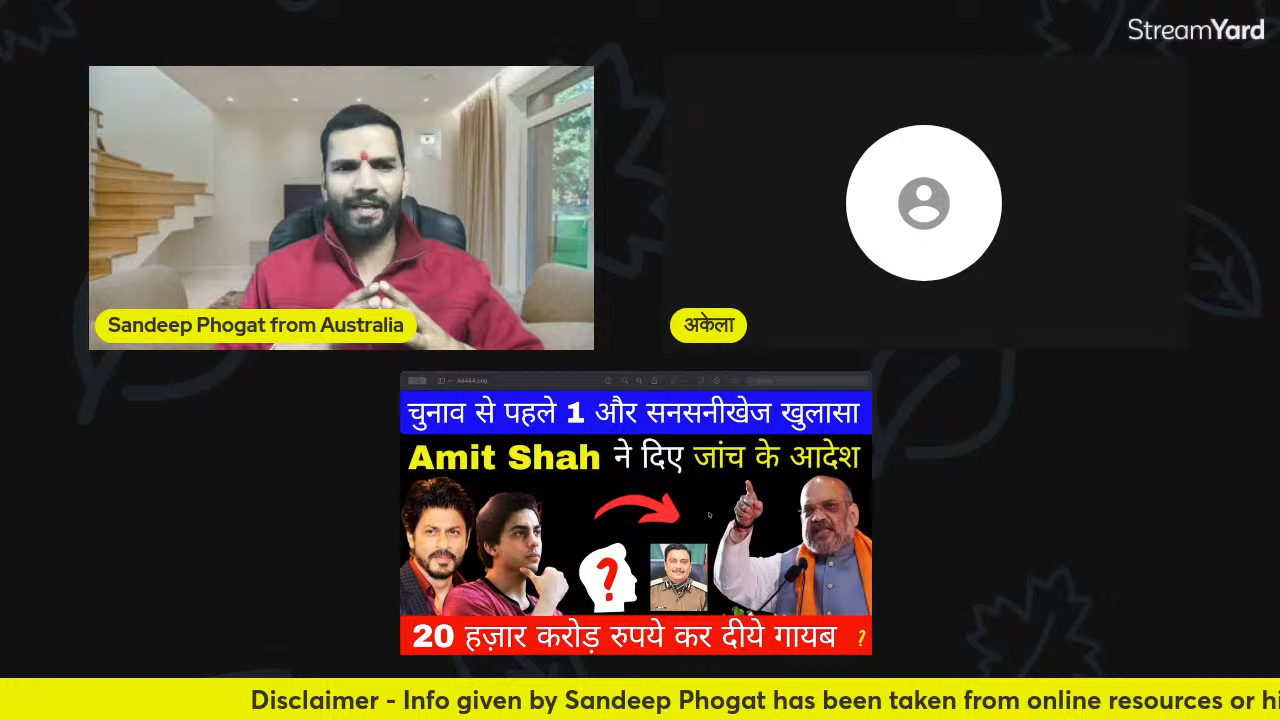 StreamYard
Sandeep Phogat from Australia
अकेला
चुनाव से पहले 1 और सनसनीखेज खुलासा
Amit Shah ने दिए जांच के आदेश
?
20 हज़ार करोड़ रुपये कर दीये गायब ?
Disclaimer - Info given by Sandeep Phogat has been taken from online resources or hi